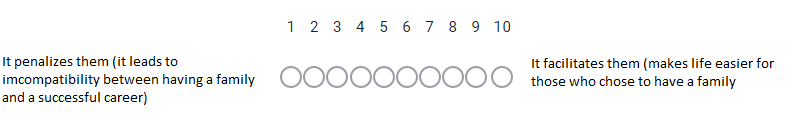 1 2 3 4 5 6 7 8 9 10
It penalizes them (it leads to
imcompatibility between having a family
and a successful career)
It facilitates them (makes life easier for
those who chose to have a family